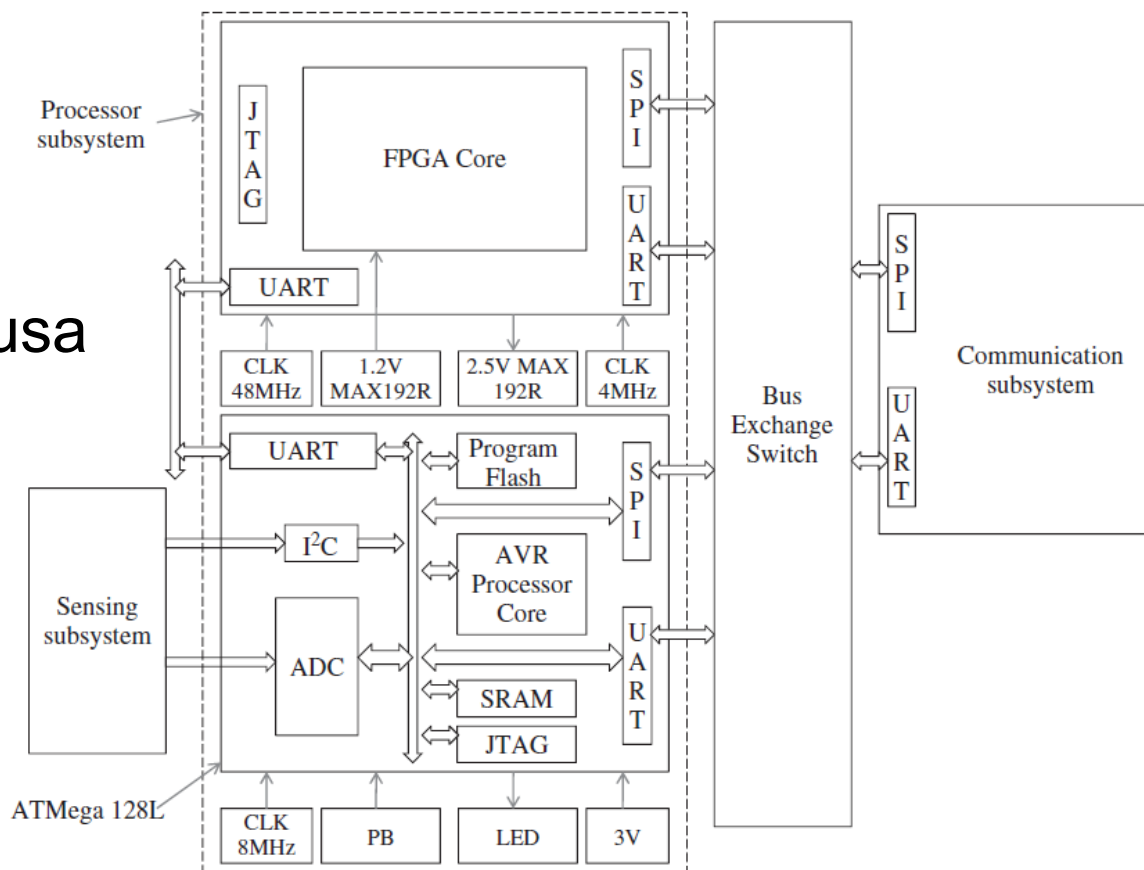 Processor
subsystem
J
T
A
G
FPGA Core
S
P
I
U
A
R
T
UART
usa
CLK
48MHz
1.2V
MAX192R
2.5V MAX
192R
CLK
4MHz
Bus
Exchange
Switch
S
P
I
Communication
subsystem
U
A
R
T
UART
Program
Flash
S
P
I
I²C
AVR
Processor
Core
Sensing
subsystem
ADC
U
A
R
T
SRAM
JTAG
ATMega 128L
CLK
8MHz
PB
LED
3V